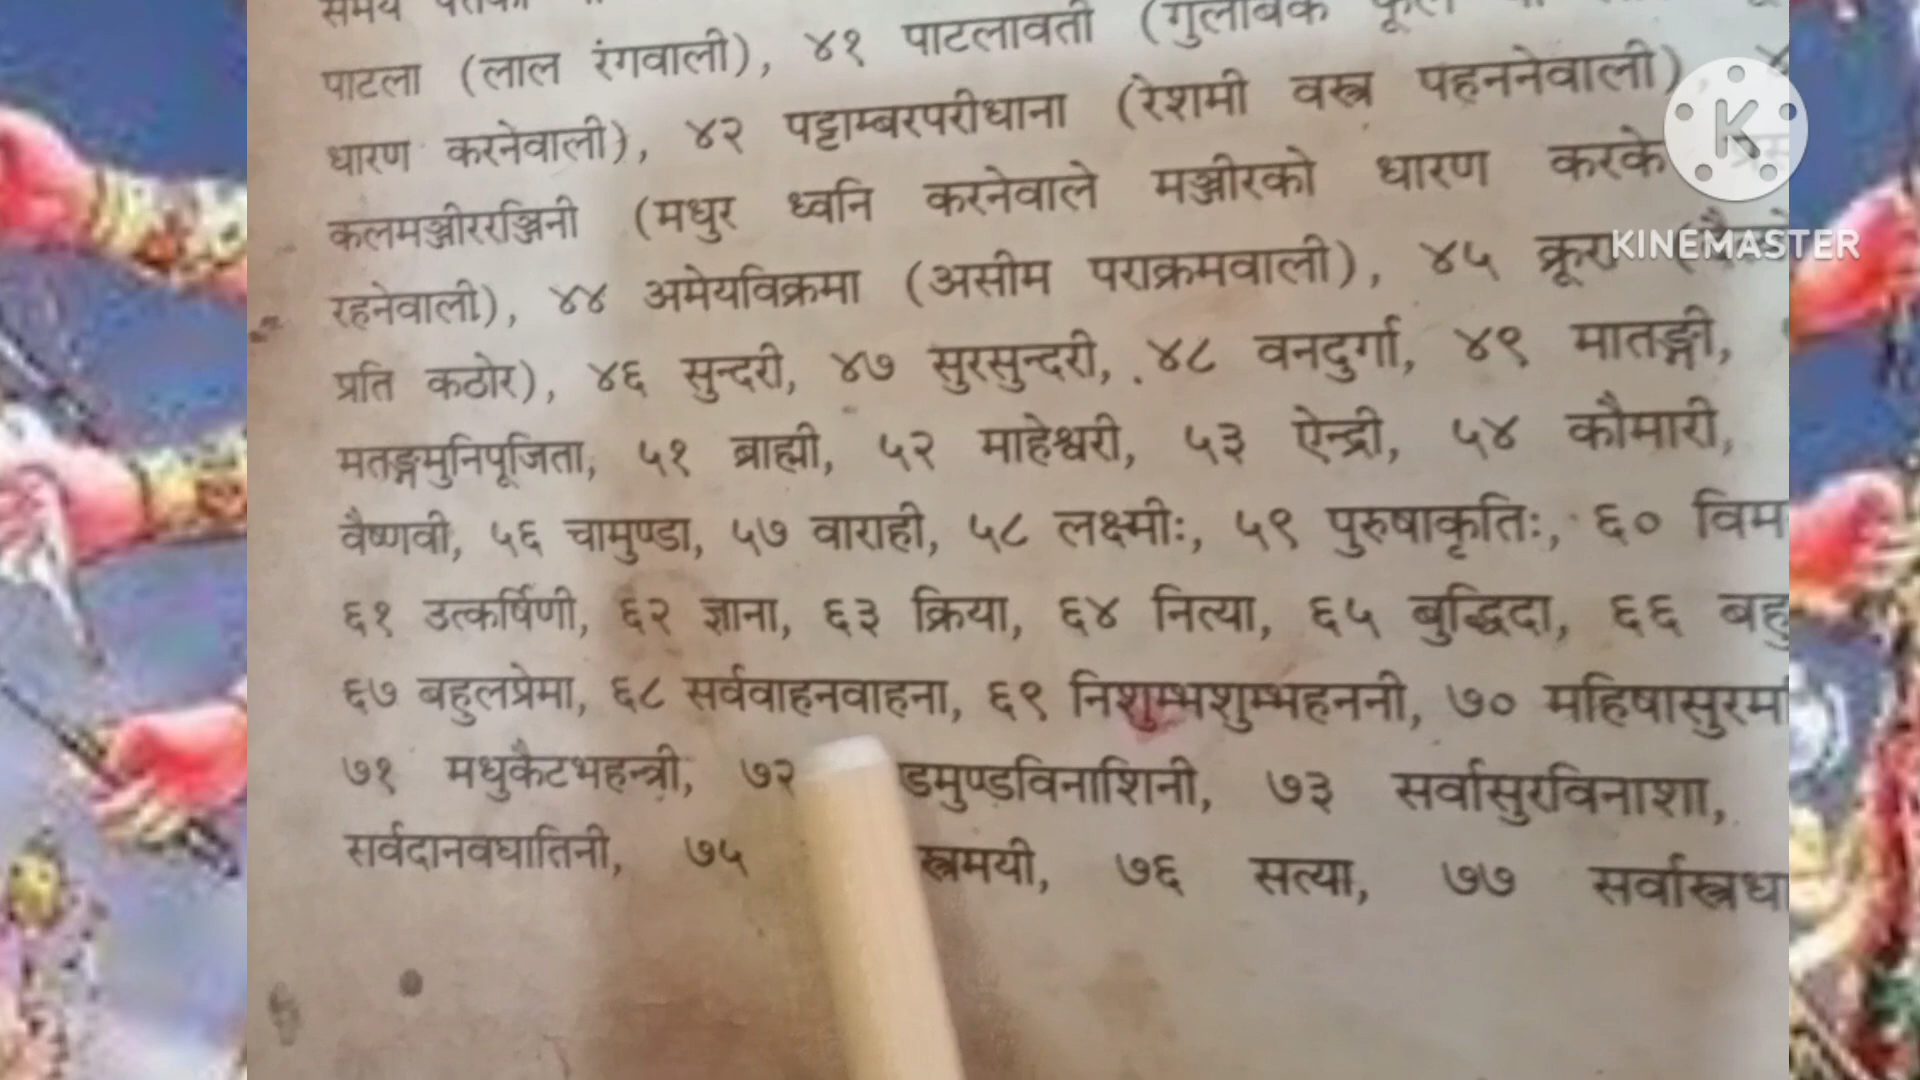 समय
पाटला (लाल रंगवाली), ४१ पाटलावती (गुलाबके फूल
धारण करनेवाली), ४२ पट्टाम्बरपरीधाना (रेशमी वस्त्र पहननेवाली)
कलमञ्जीररञ्जिनी (मधुर ध्वनि करनेवाले मञ्जीरको धारण करके
रहनेवाली), ४४ अमेयविक्रमा (असीम पराक्रमवाली), ४५ क्रूरा
प्रति कठोर), ४६ सुन्दरी, ४७ सुरसुन्दरी, ४८ वनदुर्गा, ४९ मातङ्गी,
मतङ्गमुनिपूजिता, ५१ ब्राह्मी, ५२ माहेश्वरी, ५३ ऐन्द्री, ५४ कौमारी,
वैष्णवी, ५६ चामुण्डा, ५७ वाराही, ५८ लक्ष्मीः, ५९ पुरुषाकृतिः, ६० विम
६१ उत्कर्षिणी, ६२ ज्ञाना, ६३ क्रिया, ६४ नित्या, ६५ बुद्धिदा, ६६ बहु
६७ बहुलप्रेमा, ६८ सर्ववाहनवाहना, ६९ निशुम्भशुम्भहननी, ७० महिषासुरम
७१ मधुकैटभहन्त्री, ७२ डमुण्डविनाशिनी, ७३ सर्वासुरविनाशा,
सर्वदानवघातिनी, ७५ स्त्रमयी, ७६ सत्या, ७७ सर्वास्त्रधा
KINEMASTER